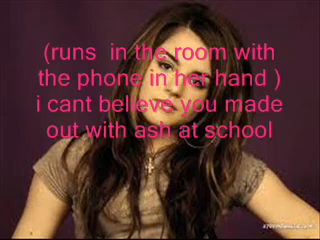 (runs in the room with
the phone in her hand )
i cant believe you made
out with ash at school